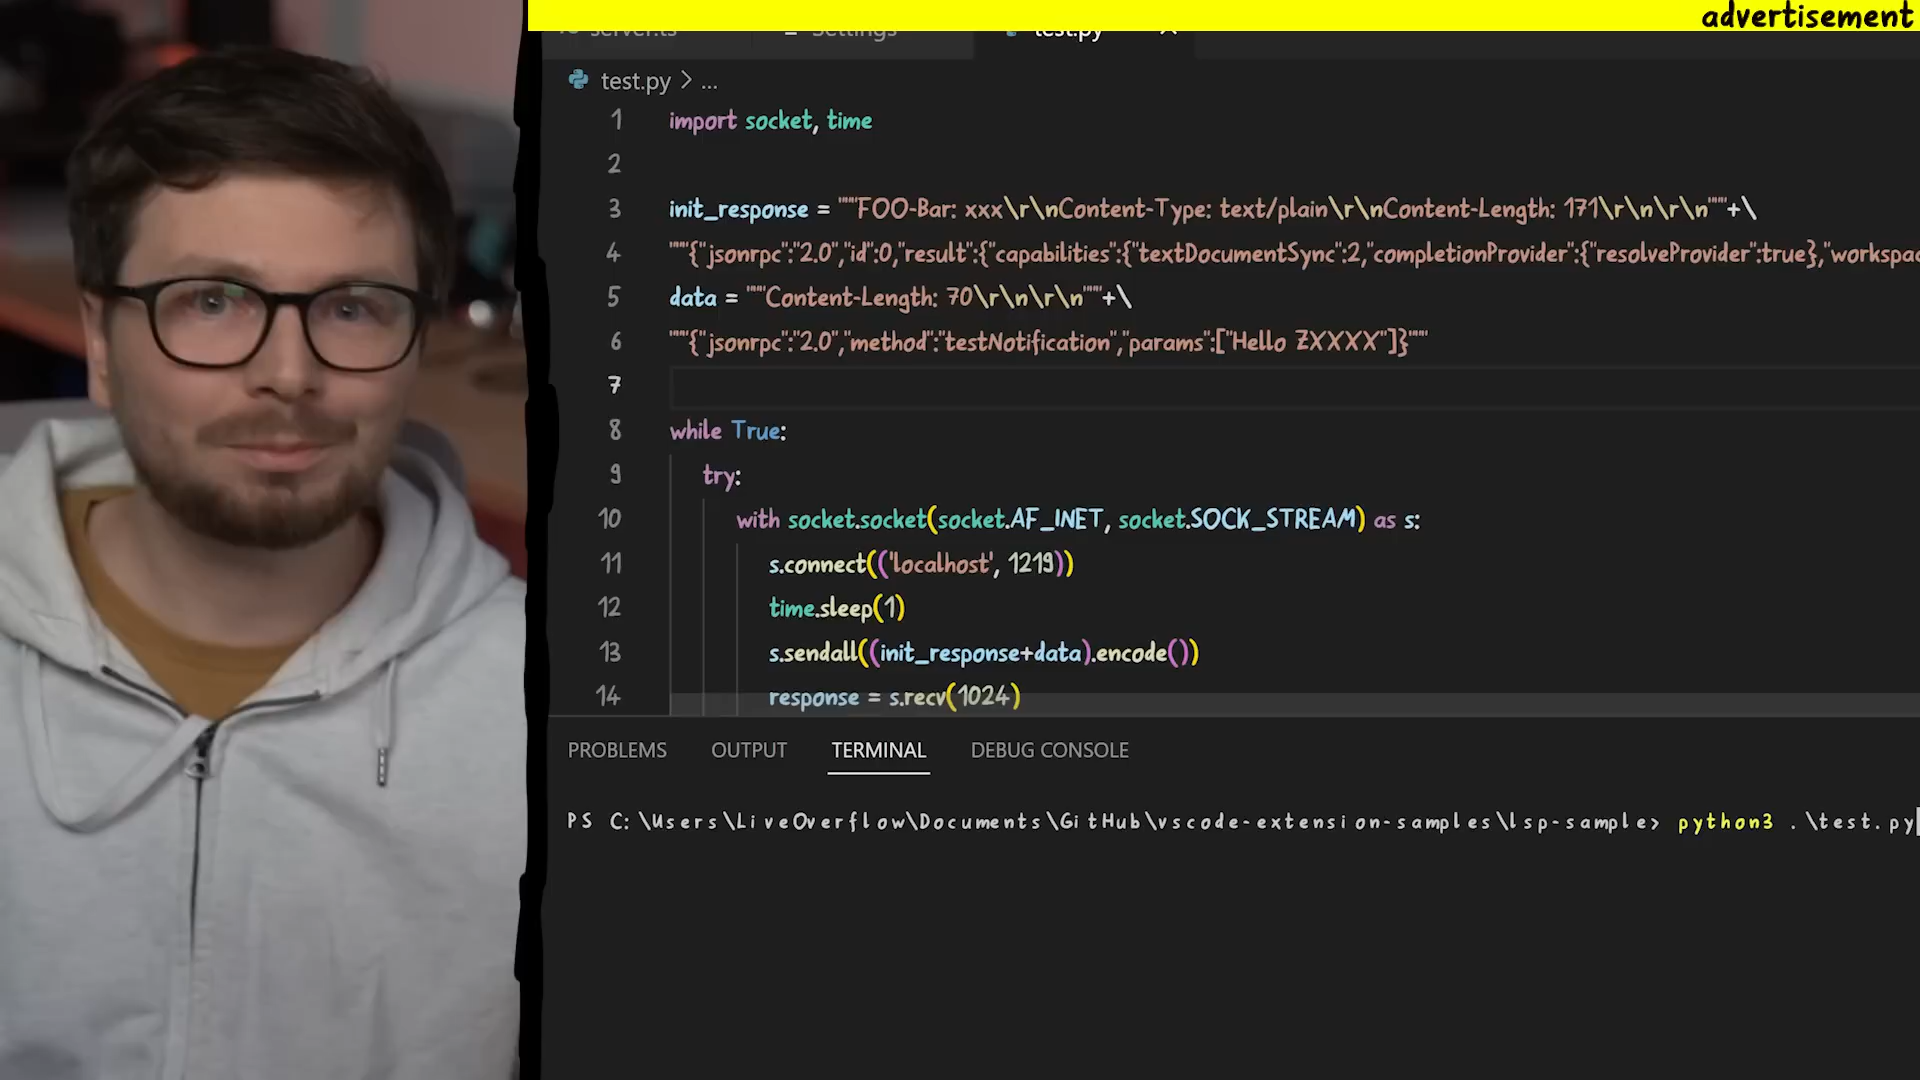 advertisement
server.ts Settings test.py
test.py > ...
1 import socket, time
2
3 init_response = """FOO-Bar: xxx\r\nContent-Type: text/plain\r\nContent-Length: 171\r\n\r\n"""+\
4 """{"jsonrpc":"2.0","id":0,"result":{"capabilities":{"textDocumentSync":2,"completionProvider":{"resolveProvider":true},"workspac
5 data = """Content-Length: 70\r\n\r\n"""+\
6 """{"jsonrpc":"2.0","method":"testNotification","params":["Hello ZXXXX"]}"""
7
8 while True:
9 try:
10 with socket.socket(socket.AF_INET, socket.SOCK_STREAM) as s:
11 s.connect(('localhost', 1219))
12 time.sleep(1)
13 s.sendall((init_response+data).encode())
14 response = s.recv(1024)
PROBLEMS OUTPUT TERMINAL DEBUG CONSOLE
PS C:\Users\LiveOverflow\Documents\GitHub\vscode-extension-samples\lsp-sample> python3 .\test.py